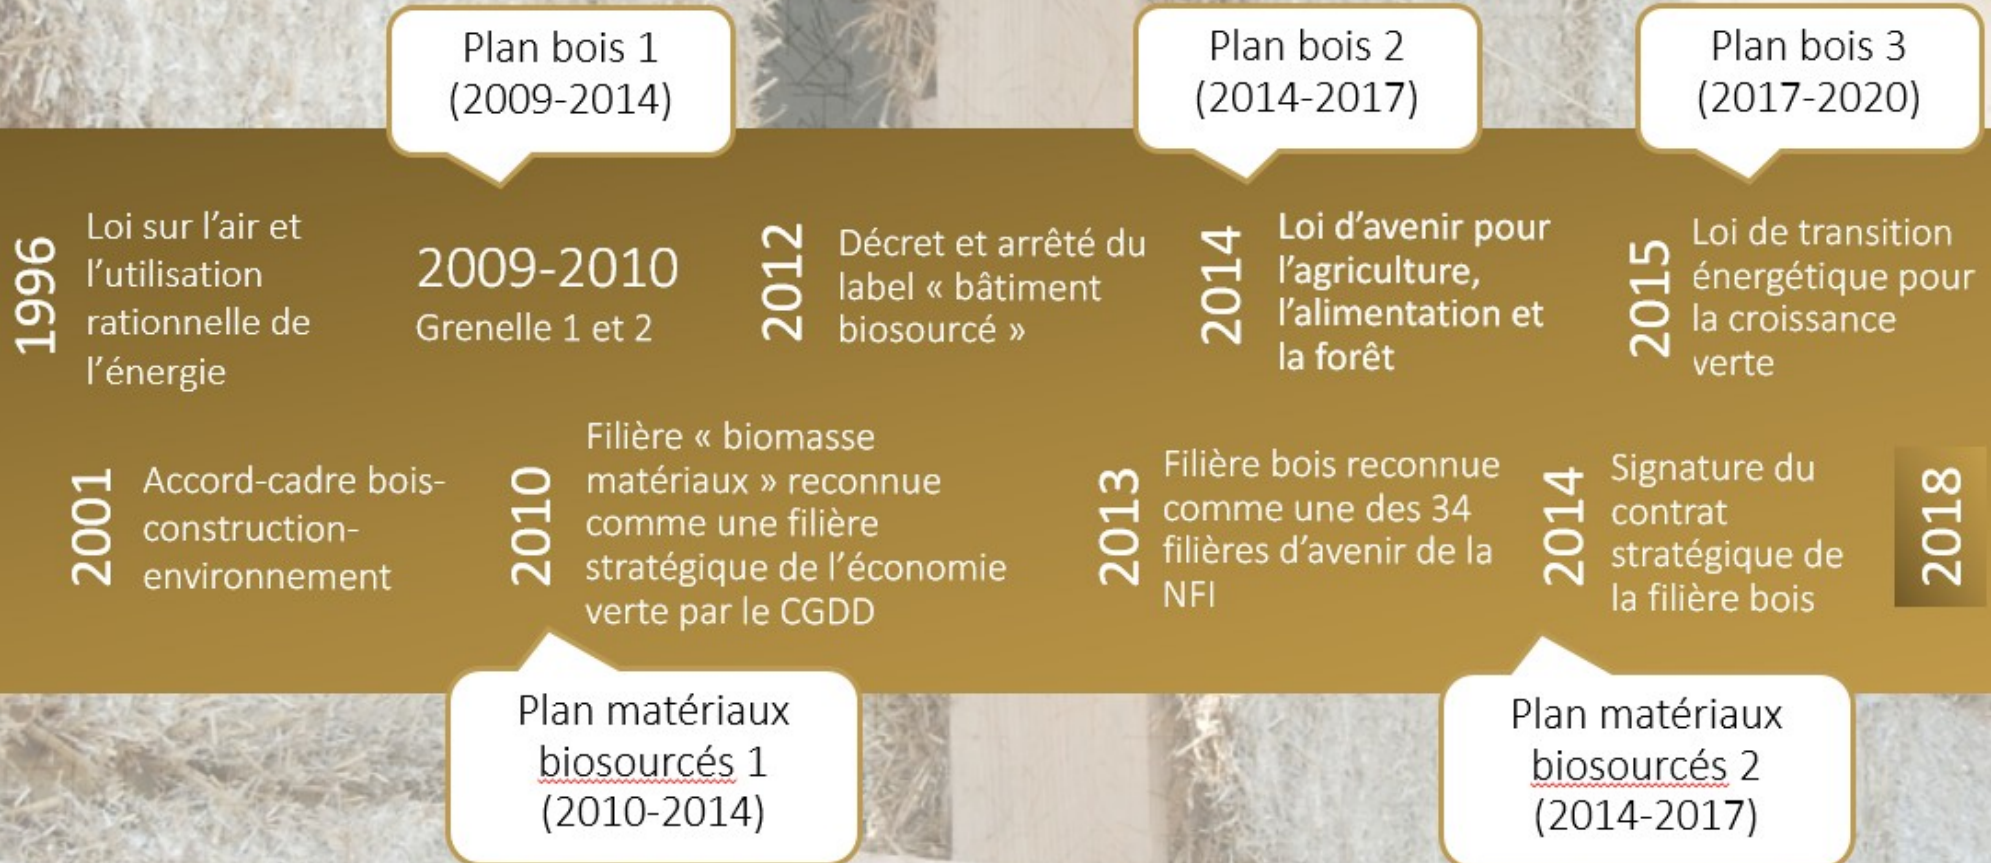 Plan bois 1
(2009-2014)
Plan bois 2
(2014-2017)
Plan bois 3
(2017-2020)
1996
Loi sur l’air et
l’utilisation
rationnelle de
l’énergie
2009-2010
Grenelle 1 et 2
2012
Décret et arrêté du
label « bâtiment
biosourcé »
2014
Loi d’avenir pour
l’agriculture,
l’alimentation et
la forêt
2015
Loi de transition
énergétique pour
la croissance
verte
2001
Accord-cadre bois-
construction-
environnement
2010
Filière « biomasse
matériaux » reconnue
comme une filière
stratégique de l’économie
verte par le CGDD
2013
Filière bois reconnue
comme une des 34
filières d’avenir de la
NFI
2014
Signature du
contrat
stratégique de
la filière bois
2018
Plan matériaux
biosourcés 1
(2010-2014)
Plan matériaux
biosourcés 2
(2014-2017)